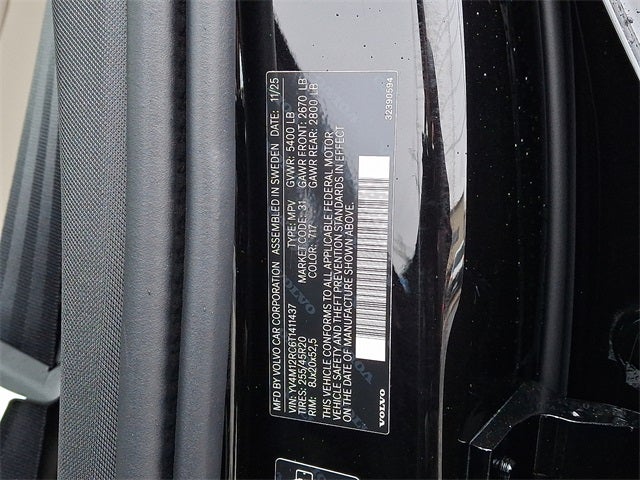 MFD BY VOLVO CAR CORPORATION ASSEMBLED IN SWEDEN DATE: 11/25
VIN: YV4M12RC6T1411437 TYPE: MPV GVWR: 5400 LB
TIRES: 255/45R20 MARKET CODE: 31 GAWR FRONT: 2670 LB
RIM: 8Jx20x52,5 COLOR: 717 GAWR REAR: 2800 LB
THIS VEHICLE CONFORMS TO ALL APPLICABLE FEDERAL MOTOR
VEHICLE SAFETY AND THEFT PREVENTION STANDARDS IN EFFECT
ON THE DATE OF MANUFACTURE SHOWN ABOVE.
VOLVO 32390594